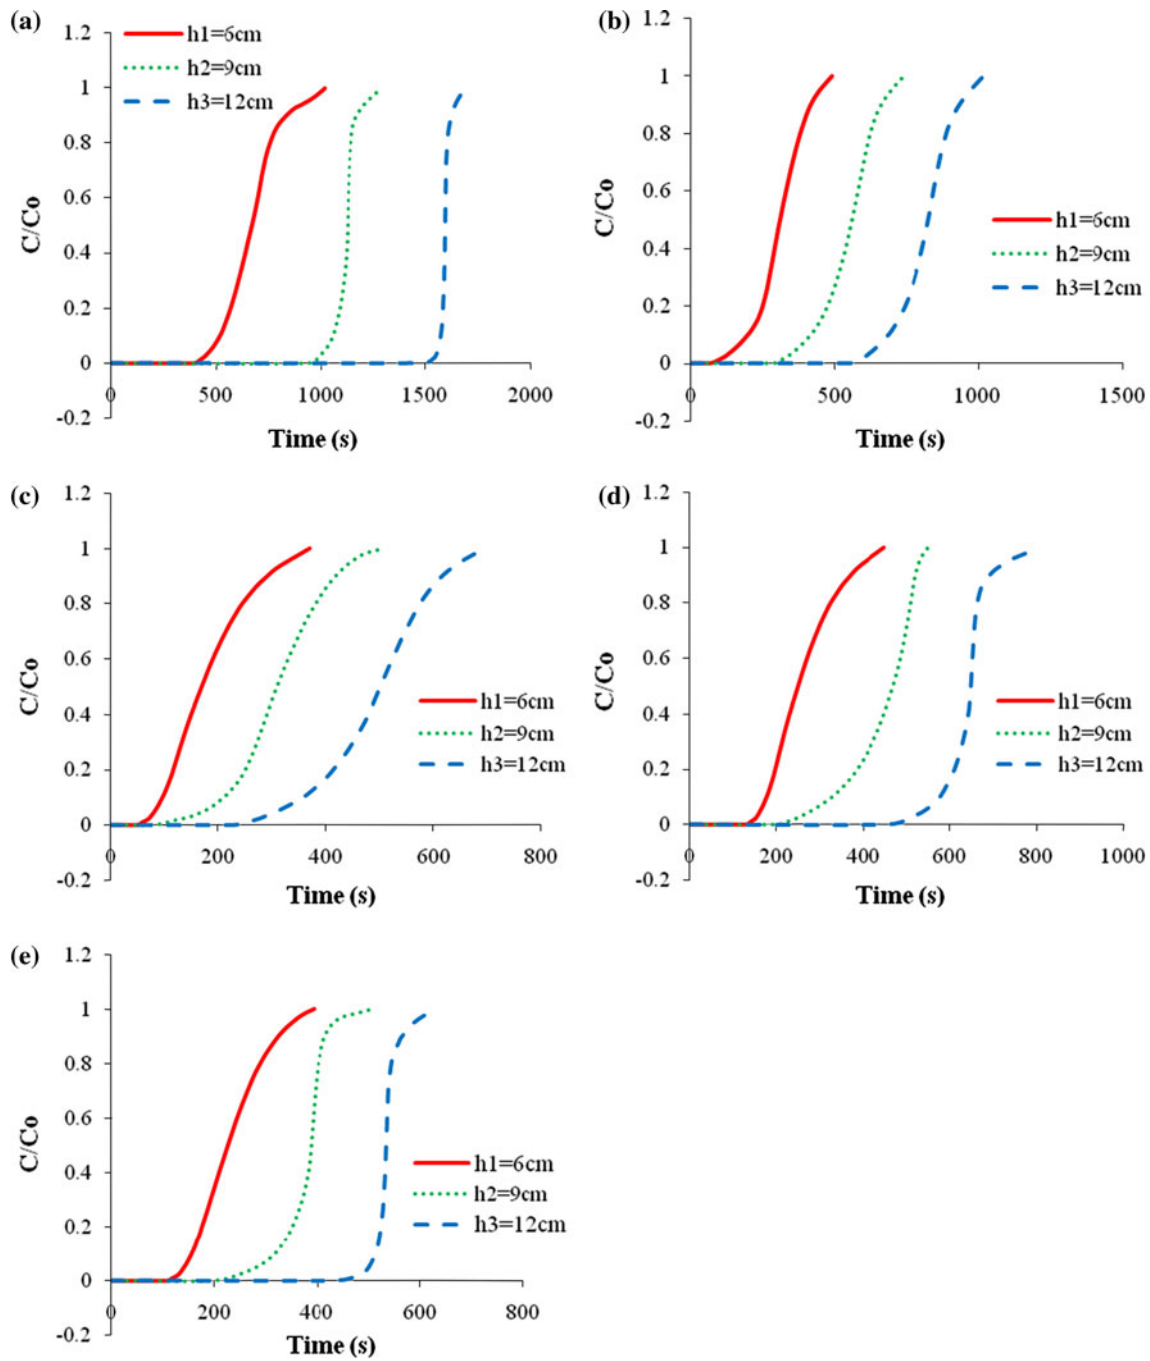 (a)
1.2
1
0.8
0.6
0.4
0.2
0
-0.2
C/Co
h1=6cm
h2=9cm
h3=12cm
0 500 1000 1500 2000
Time (s)
(b)
1.2
1
0.8
0.6
0.4
0.2
0
-0.2
C/Co
h1=6cm
h2=9cm
h3=12cm
0 500 1000 1500
Time (s)
(c)
1.2
1
0.8
0.6
0.4
0.2
0
-0.2
C/Co
h1=6cm
h2=9cm
h3=12cm
0 200 400 600 800
Time (s)
(d)
1.2
1
0.8
0.6
0.4
0.2
0
-0.2
C/Co
h1=6cm
h2=9cm
h3=12cm
0 200 400 600 800 1000
Time (s)
(e)
1.2
1
0.8
0.6
0.4
0.2
0
-0.2
C/Co
h1=6cm
h2=9cm
h3=12cm
0 200 400 600 800
Time (s)